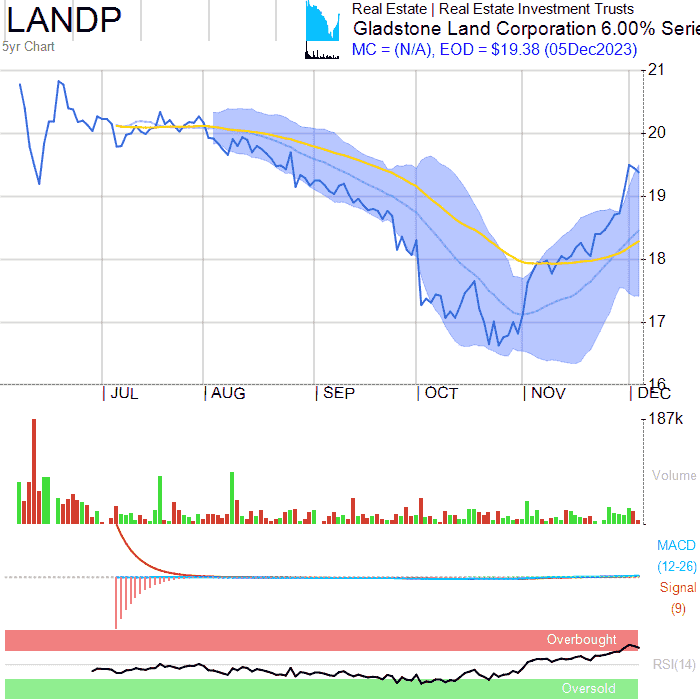 LANDP
5yr Chart
Real Estate | Real Estate Investment Trusts
Gladstone Land Corporation 6.00% Serie
MC = (N/A), EOD = $19.38 (05Dec2023)
21
20
19
18
17
16
JUL AUG SEP OCT NOV DEC
187k
Volume
MACD
(12-26)
Signal
(9)
Overbought
RSI(14)
Oversold